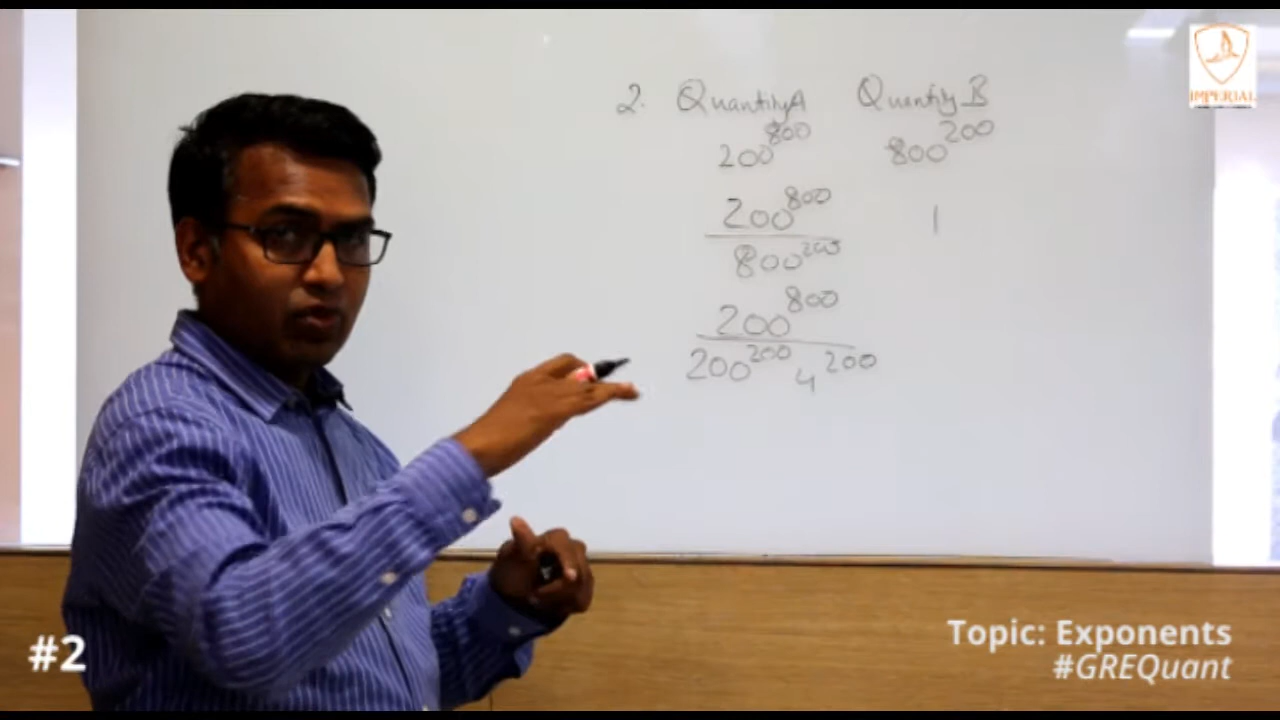 IMPERIAL
2. Quantity A Quantity B
200^800 800^200
200^800 / 800^200 1
200^800 / 200^200 4^200
#2
Topic: Exponents
#GREQuant